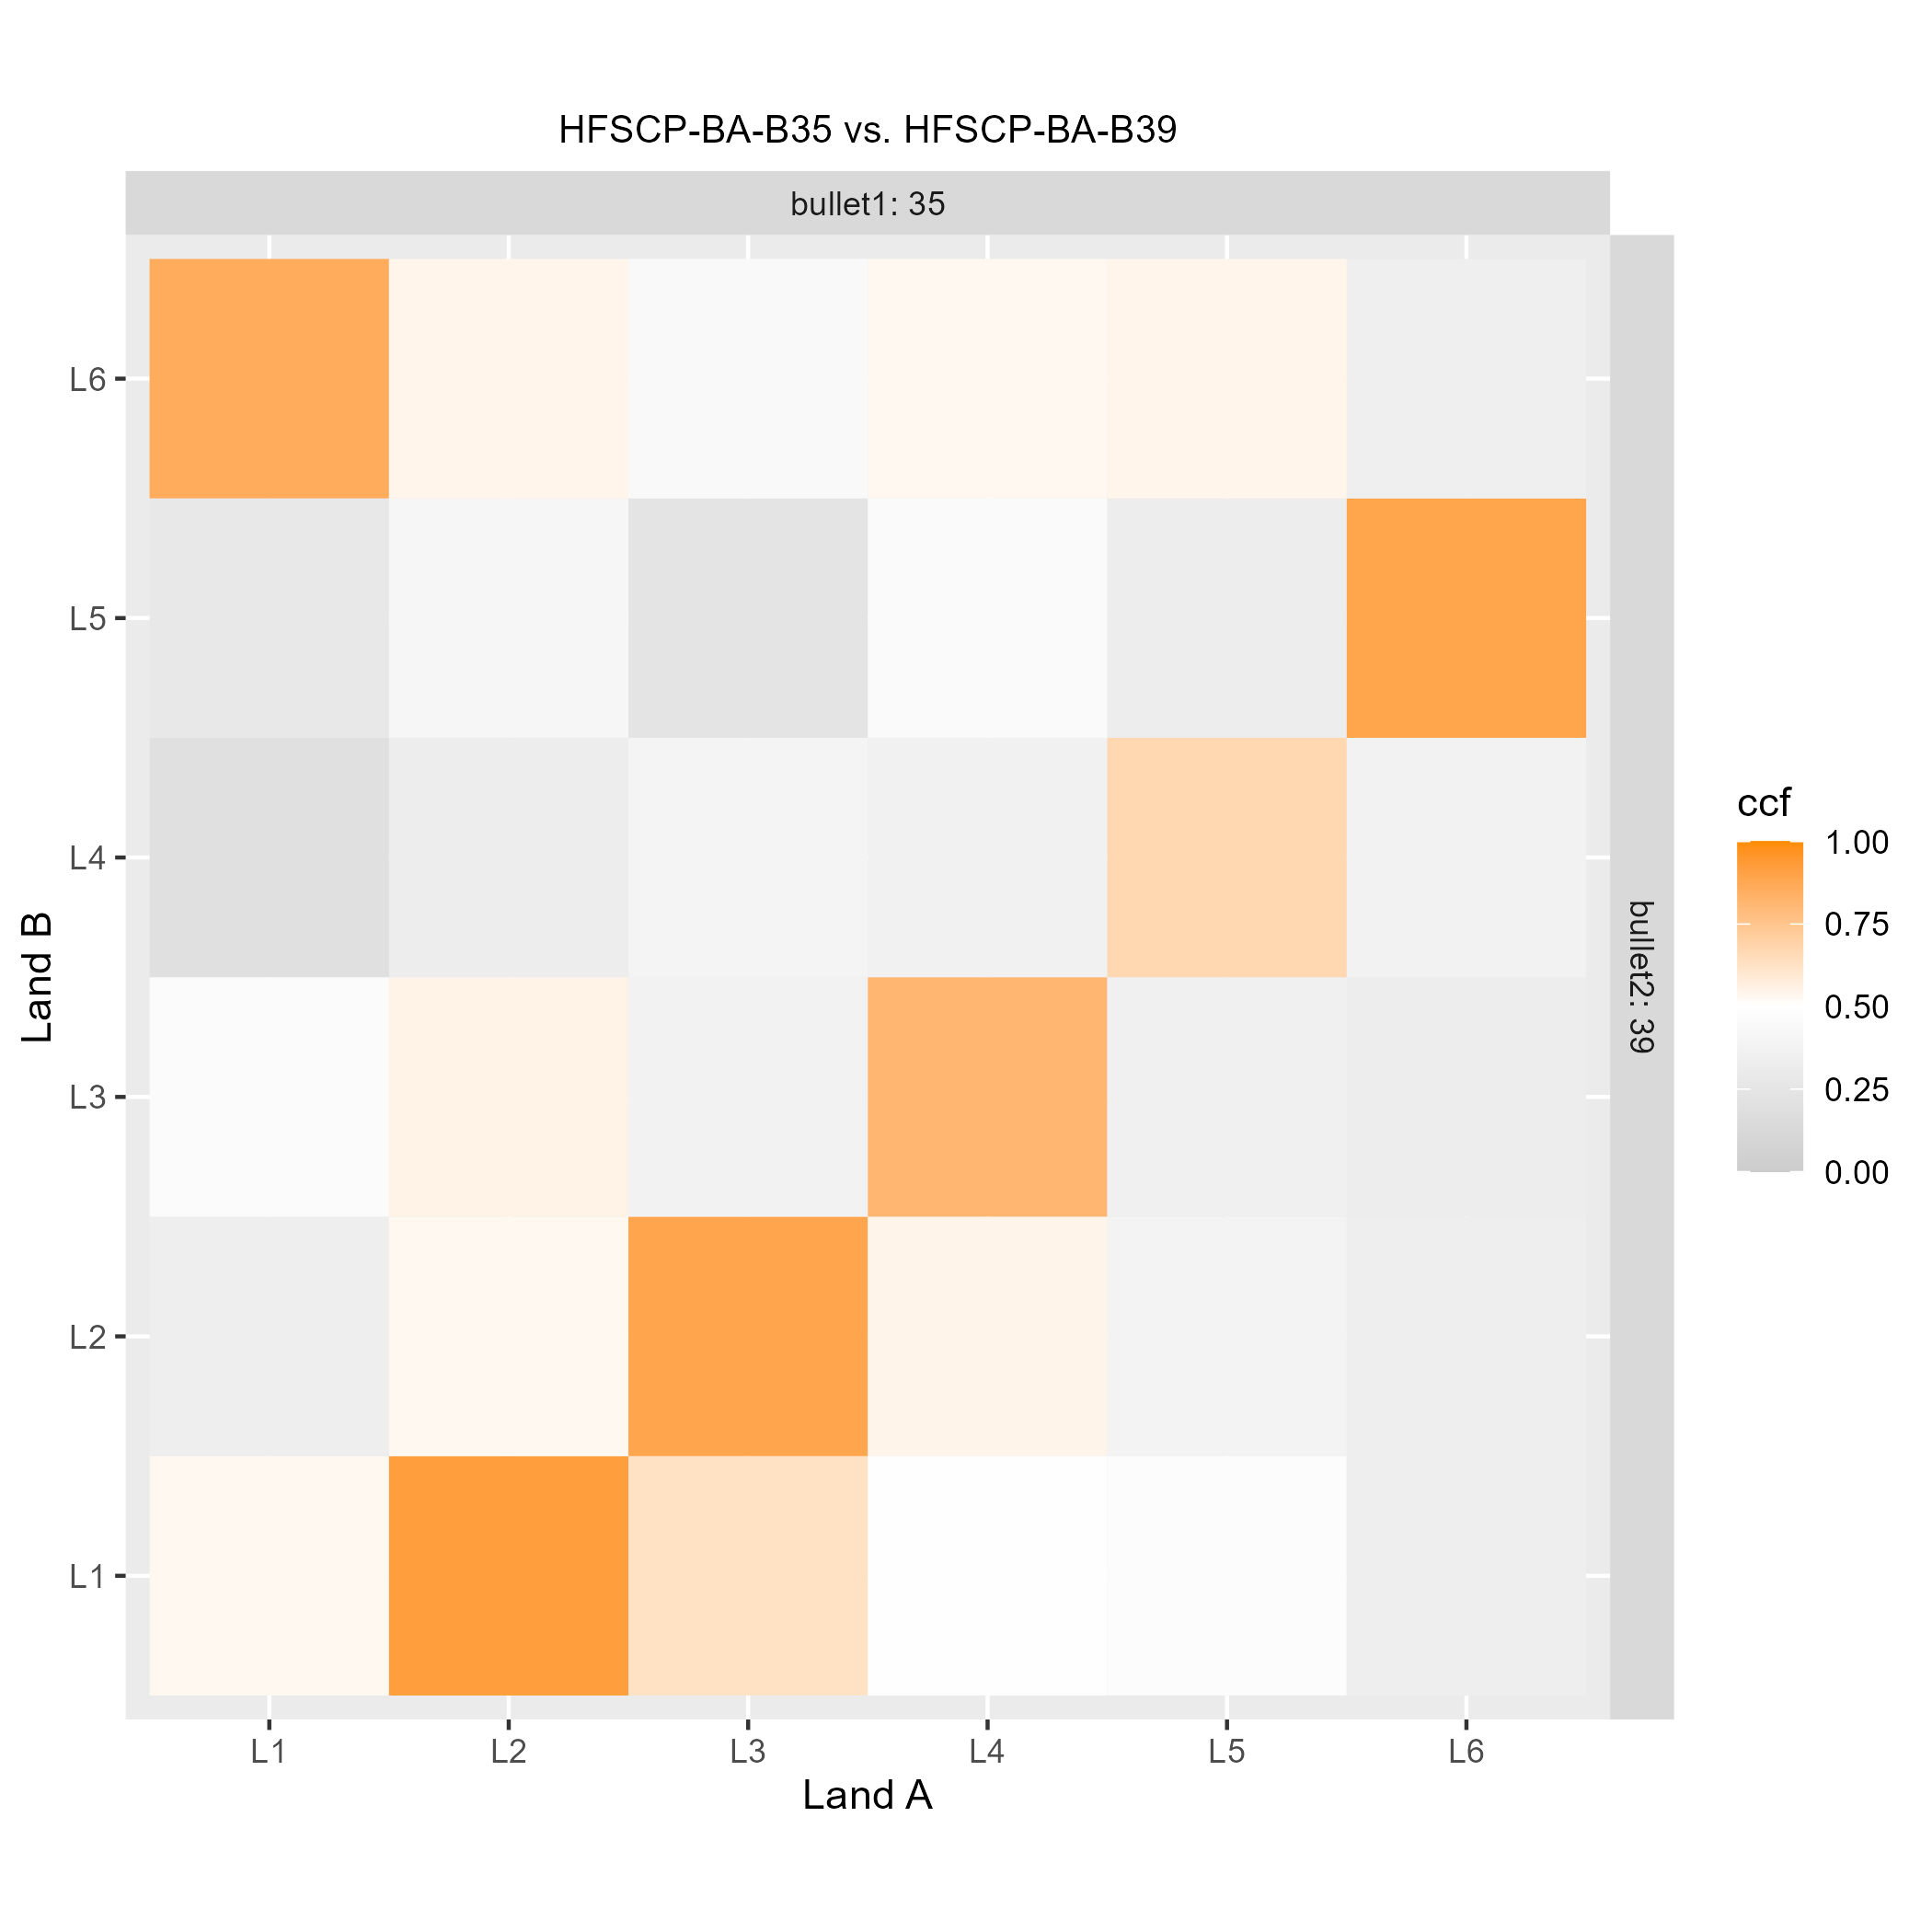 HFSCP-BA-B35 vs. HFSCP-BA-B39
bullet1: 35
L6
L5
L4
L3
L2
L1
Land B
L1 L2 L3 L4 L5 L6
Land A
bullet2: 39
ccf
1.00
0.75
0.50
0.25
0.00